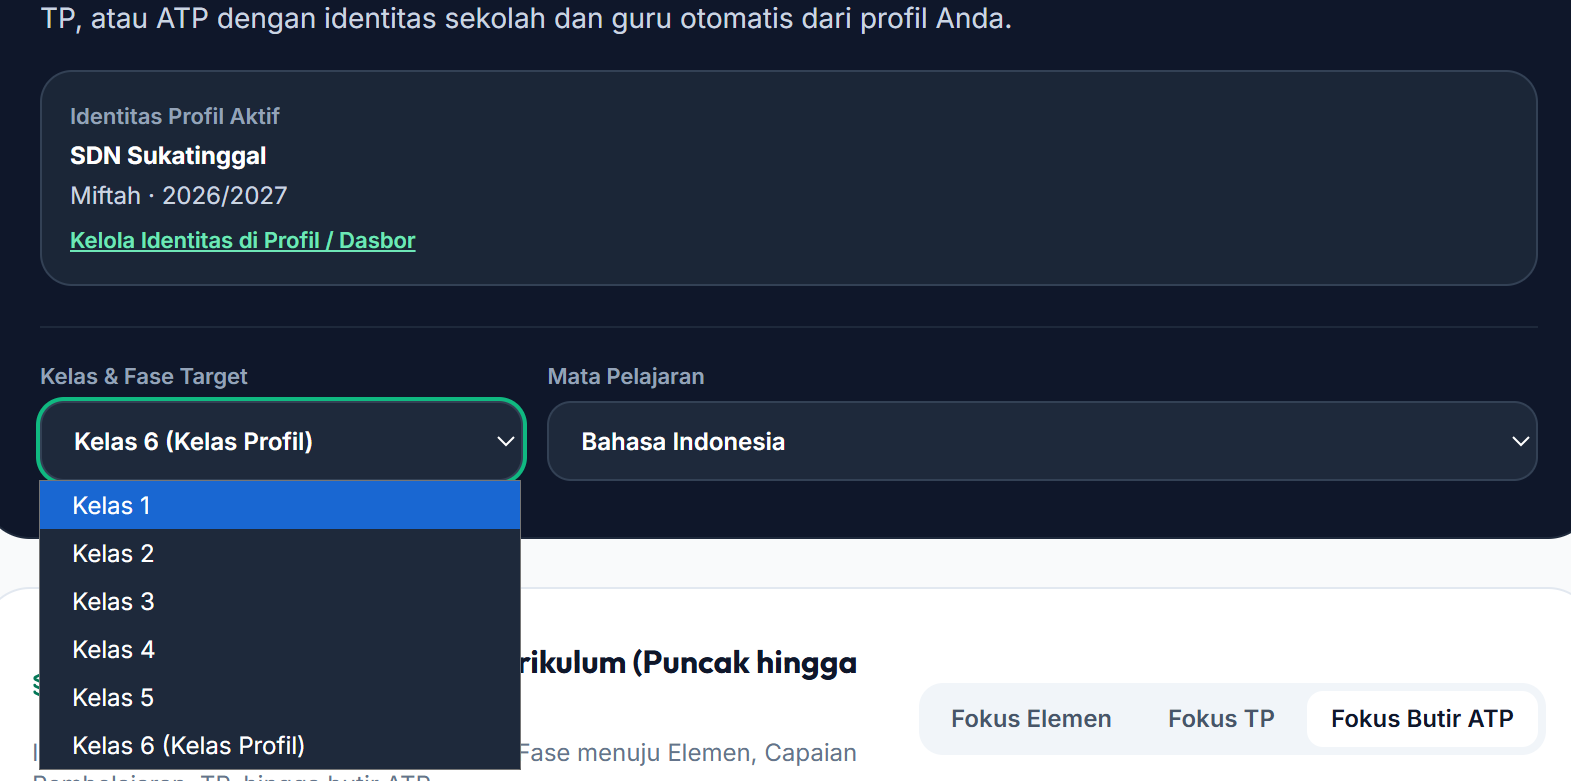 TP, atau ATP dengan identitas sekolah dan guru otomatis dari profil Anda.
Identitas Profil Aktif
SDN Sukatinggal
Miftah · 2026/2027
Kelola Identitas di Profil / Dasbor
Kelas & Fase Target
Mata Pelajaran
Kelas 6 (Kelas Profil)
Bahasa Indonesia
Kelas 1
Kelas 2
Kelas 3
Kelas 4
Kelas 5
Kelas 6 (Kelas Profil)
rikulum (Puncak hingga
Fase menuju Elemen, Capaian
Fokus Elemen
Fokus TP
Fokus Butir ATP